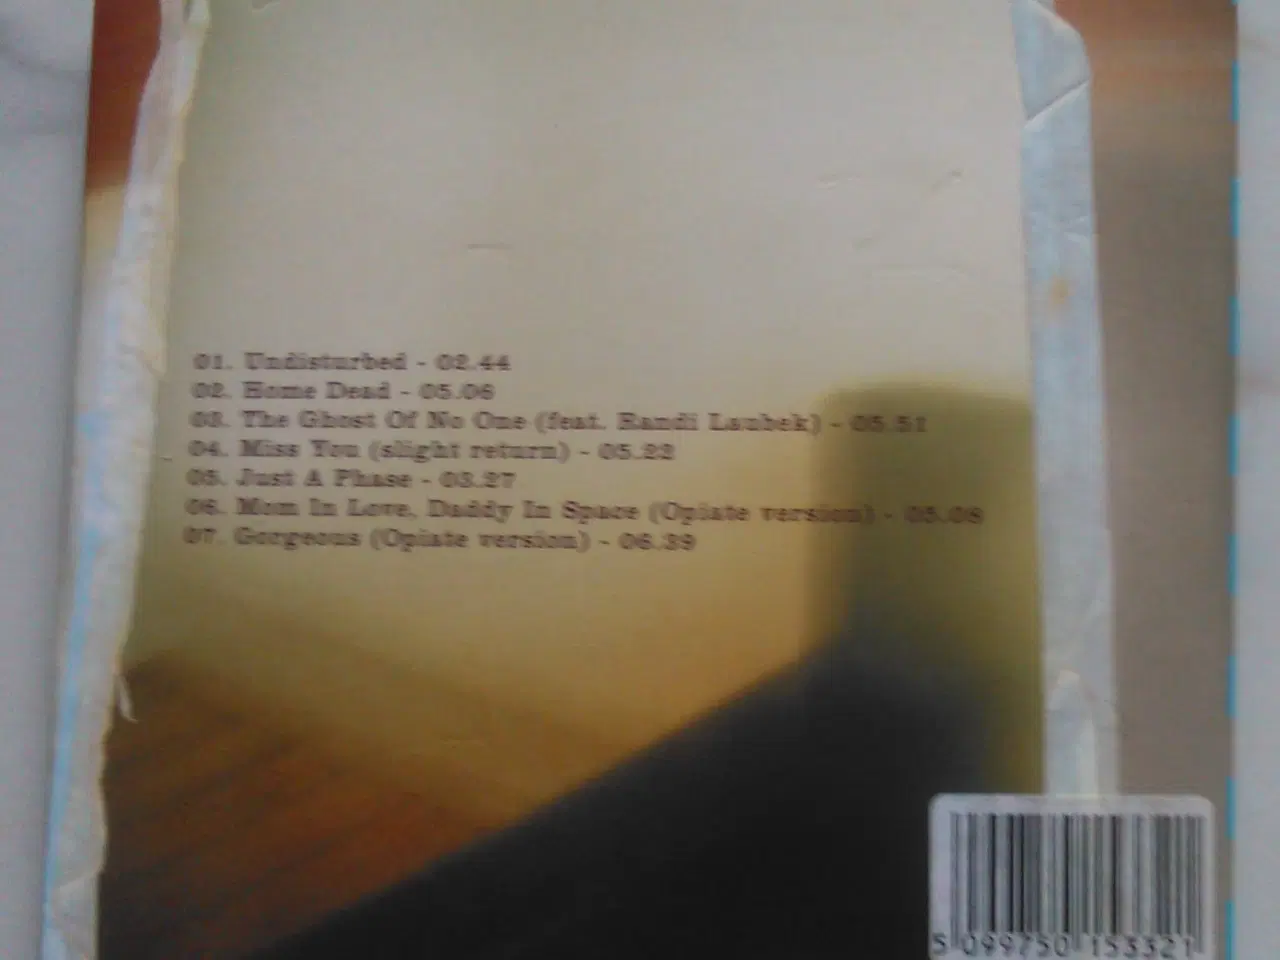 01. Undisturbed - 02.44
02. Home Dead - 05.06
03. The Ghost Of No One (feat. Randi Laubek) - 05.51
04. Miss You (slight return) - 05.22
05. Just A Phase - 03.27
06. Mom In Love, Daddy In Space (Opiate version) - 05.08
07. Gorgeous (Opiate version) - 06.39
5 099750 153321